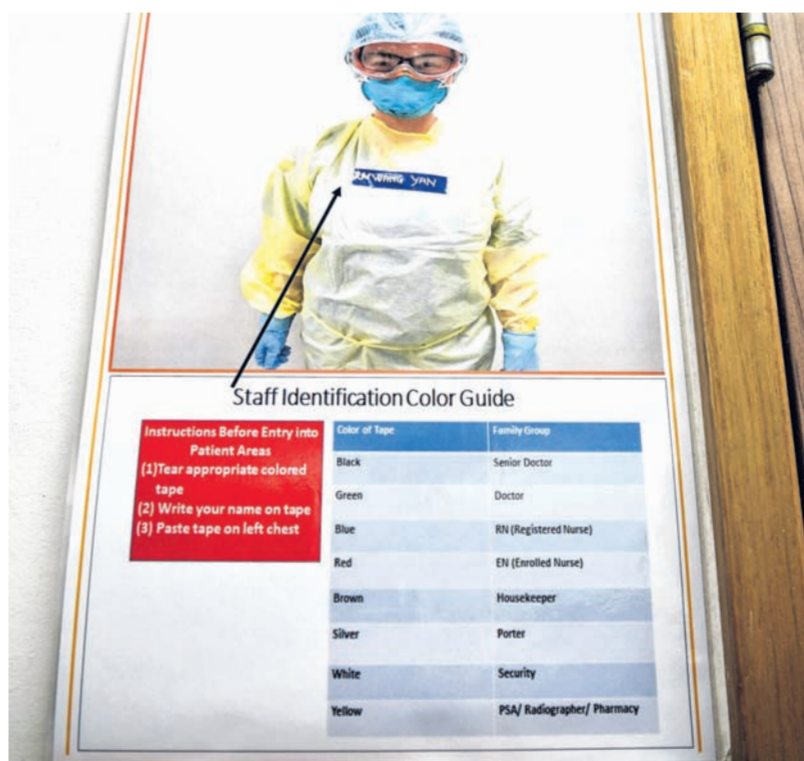 YAN
Staff Identification Color Guide
Instructions Before Entry into
Patient Areas
(1)Tear appropriate colored
tape
(2) Write your name on tape
(3) Paste tape on left chest
Color of Tape Family Group
Black Senior Doctor
Green Doctor
Blue RN (Registered Nurse)
Red EN (Enrolled Nurse)
Brown Housekeeper
Silver Porter
White Security
Yellow PSA/ Radiographer/ Pharmacy